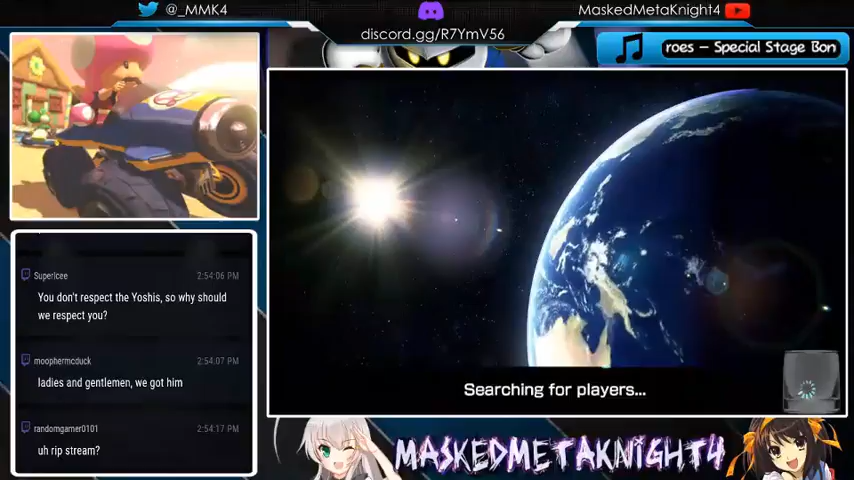 @_MMK4
discord.gg/R7YmV56
MaskedMetaKnight4
roes – Special Stage Bon
SuperIcee 2:54:06 PM
You don't respect the Yoshis, so why should
we respect you?
moophermcduck 2:54:07 PM
ladies and gentlemen, we got him
randomgamer0101 2:54:17 PM
uh rip stream?
Searching for players...
MASKEDMETAKNIGHT4